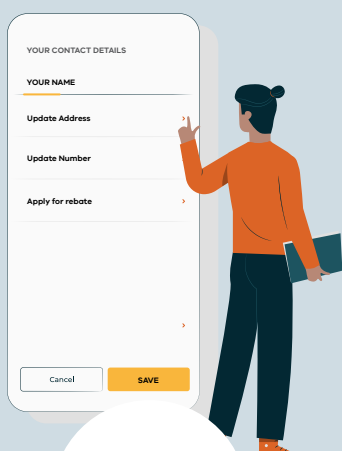 YOUR CONTACT DETAILS
YOUR NAME
Update Address
Update Number
Apply for rebate
Cancel
SAVE